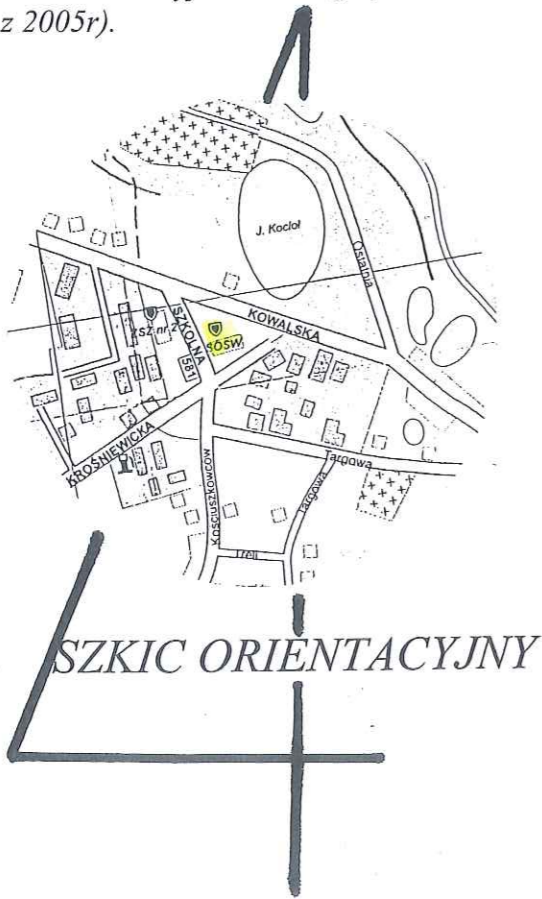 z 2005r).
J. Kocioł
Ostatnia
KOWALSKA
SZKOLNA
ZSZ nr 2
SOSW
581
KROŚNIEWICKA
Kościuszkowców
Targowa
Targowa
SZKIC ORIENTACYJNY